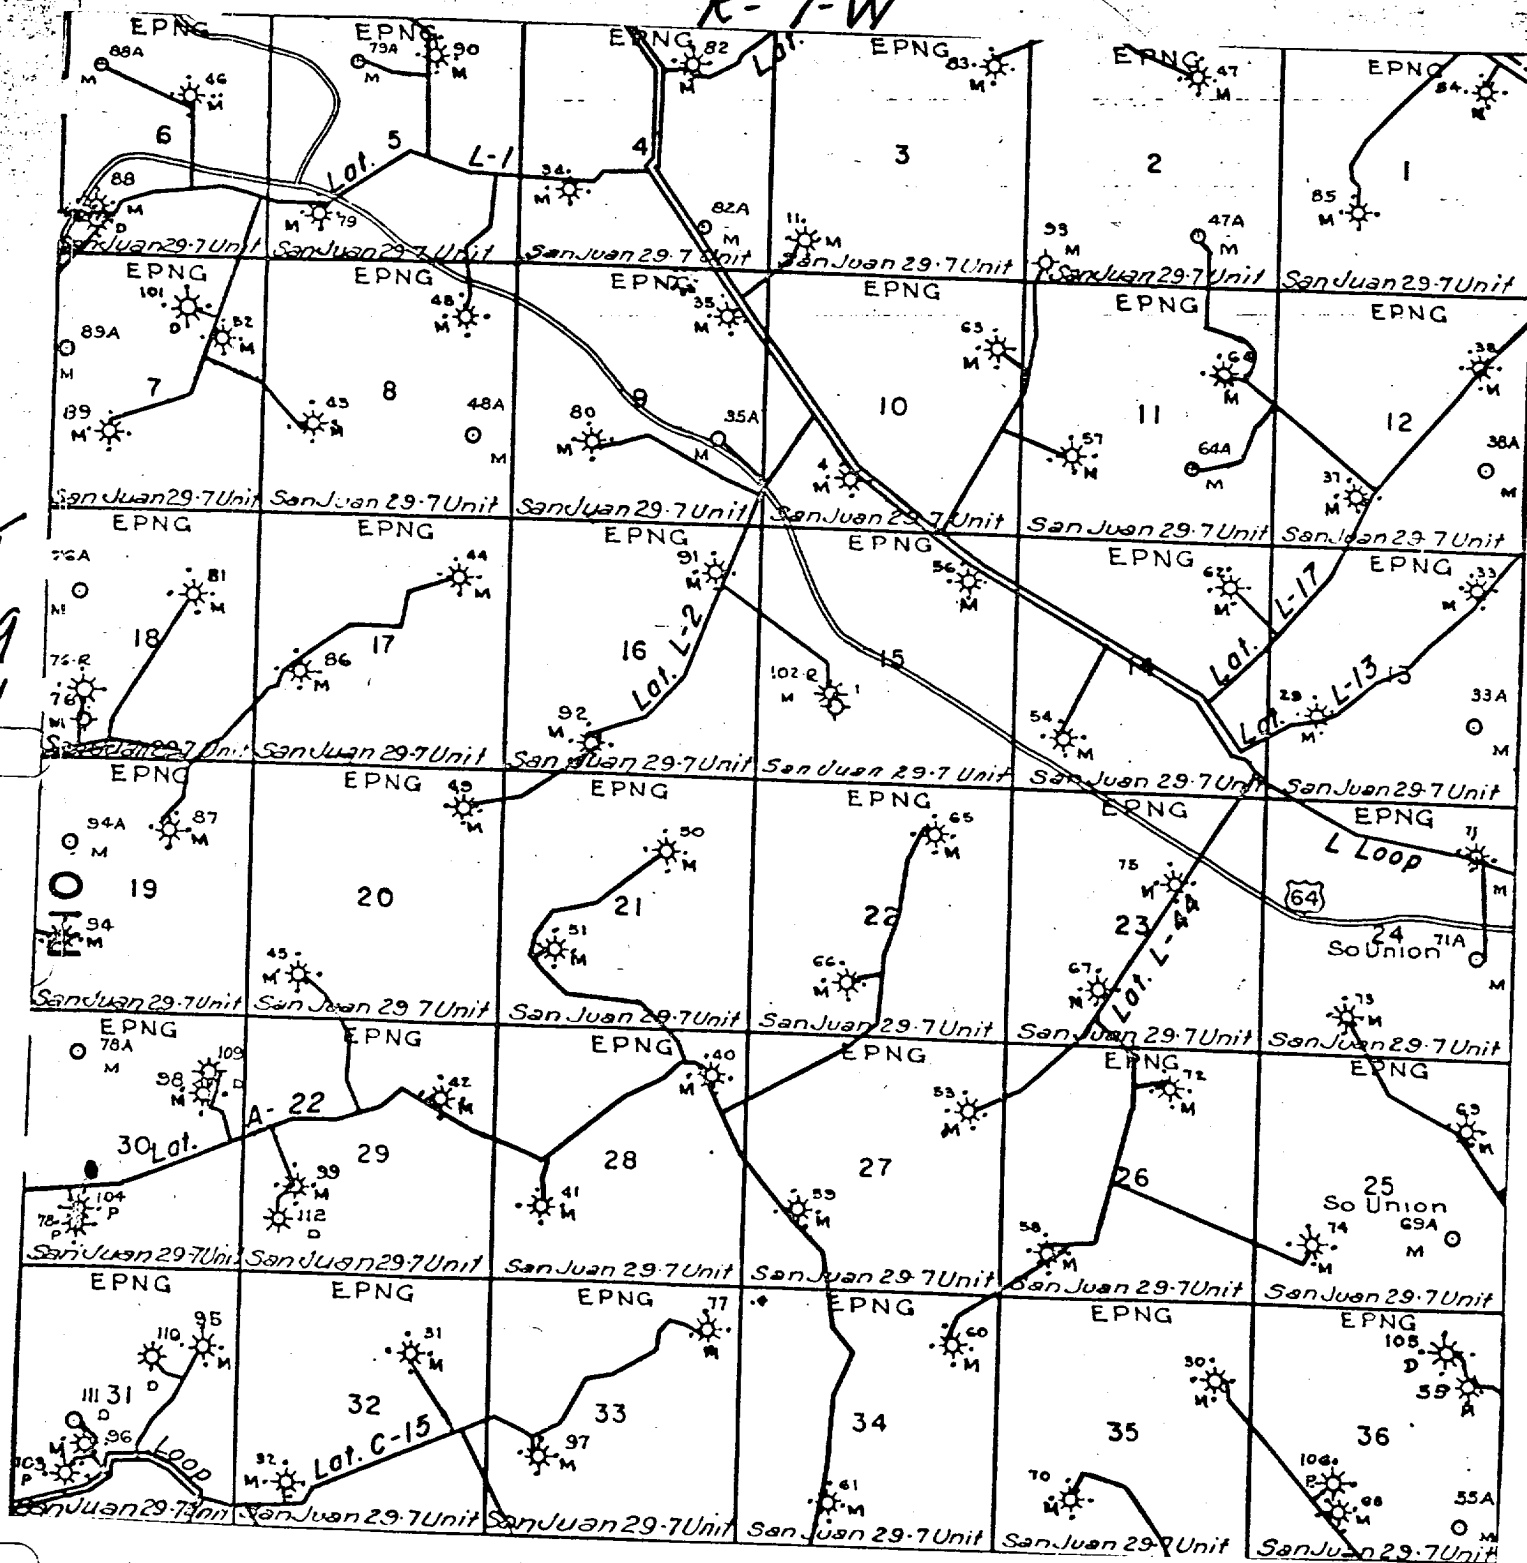 R-7-W
EPNG EPNG EPNG EPNG EPNG EPNG
88A M 46 M 79A M 90 M 82 M Lat. 83 M 47 M 84 M
6 5 4 3 2 1
Lat. L-1
88 M D M 79 34 M 82A M 11 M 93 M 47A M 85 M
San Juan 29-7 Unit San Juan 29-7 Unit San Juan 29-7 Unit San Juan 29-7 Unit San Juan 29-7 Unit San Juan 29-7 Unit
EPNG EPNG EPNG EPNG EPNG EPNG
101 D 52 M 48 M 35 M 63 M 64 M 38 M
89A M
7 8 9 10 11 12
89 M 43 M 48A M 80 M 35A M 4 M 57 M 64A M 37 M 38A M
San Juan 29-7 Unit San Juan 29-7 Unit San Juan 29-7 Unit San Juan 29-7 Unit San Juan 29-7 Unit San Juan 29-7 Unit
EPNG EPNG EPNG EPNG EPNG EPNG
76A M 81 M 44 M 91 M 56 M 62 M 33 M
Lat. L-17
18 17 16 15 14 13
Lat. L-2
76-R 76 M 86 M 92 M 102-R M 1 54 M Lat. L-13 29 M 33A M
San Juan 29-7 Unit San Juan 29-7 Unit San Juan 29-7 Unit San Juan 29-7 Unit San Juan 29-7 Unit San Juan 29-7 Unit
EPNG EPNG EPNG EPNG EPNG EPNG
94A M 87 M 49 M 50 M 65 M 75 M L Loop 71 M
64
19 20 21 22 23 24
So Union
94 M 45 M 51 M 66 M 67 M Lat. L-44 71A M 73 M
San Juan 29-7 Unit San Juan 29-7 Unit San Juan 29-7 Unit San Juan 29-7 Unit San Juan 29-7 Unit
EPNG EPNG EPNG EPNG EPNG EPNG
78A M 109 D 98 M 42 M 40 M 53 M 72 M 69 M
Lat. A-22
30 29 28 27 26 25
So Union
104 P 78 P 99 M 112 D 41 M 59 M 58 M 74 M 69A M
San Juan 29-7 Unit San Juan 29-7 Unit San Juan 29-7 Unit San Juan 29-7 Unit San Juan 29-7 Unit San Juan 29-7 Unit
EPNG EPNG EPNG EPNG EPNG EPNG
110 D 95 M 31 M 77 M 60 M 30 M 105 D 55 M
31 32 33 34 35 36
111 D 96 M 103 P Loop 32 M Lat. C-15 97 M 61 M 70 M 106 P M 55A M
San Juan 29-7 Unit San Juan 29-7 Unit San Juan 29-7 Unit San Juan 29-7 Unit San Juan 29-7 Unit San Juan 29-7 Unit